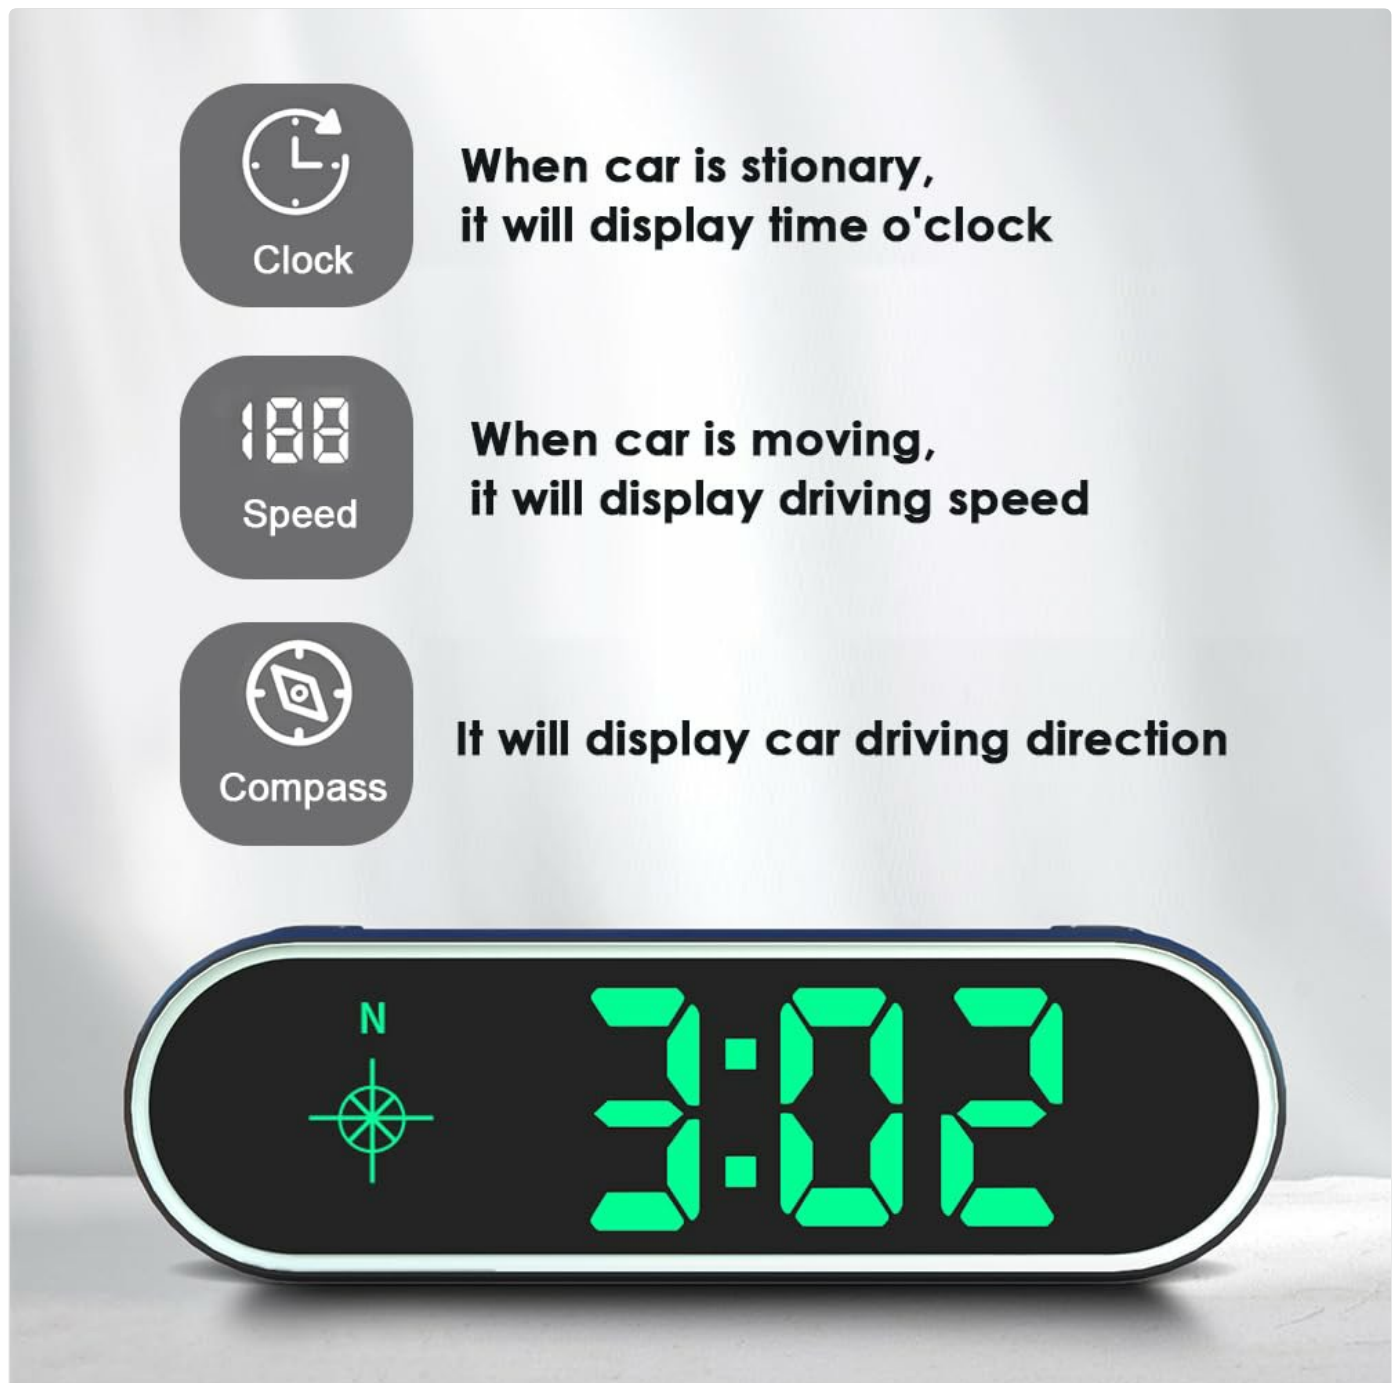 Clock
When car is stionary,
it will display time o'clock
188
Speed
When car is moving,
it will display driving speed
Compass
It will display car driving direction
N
3:02